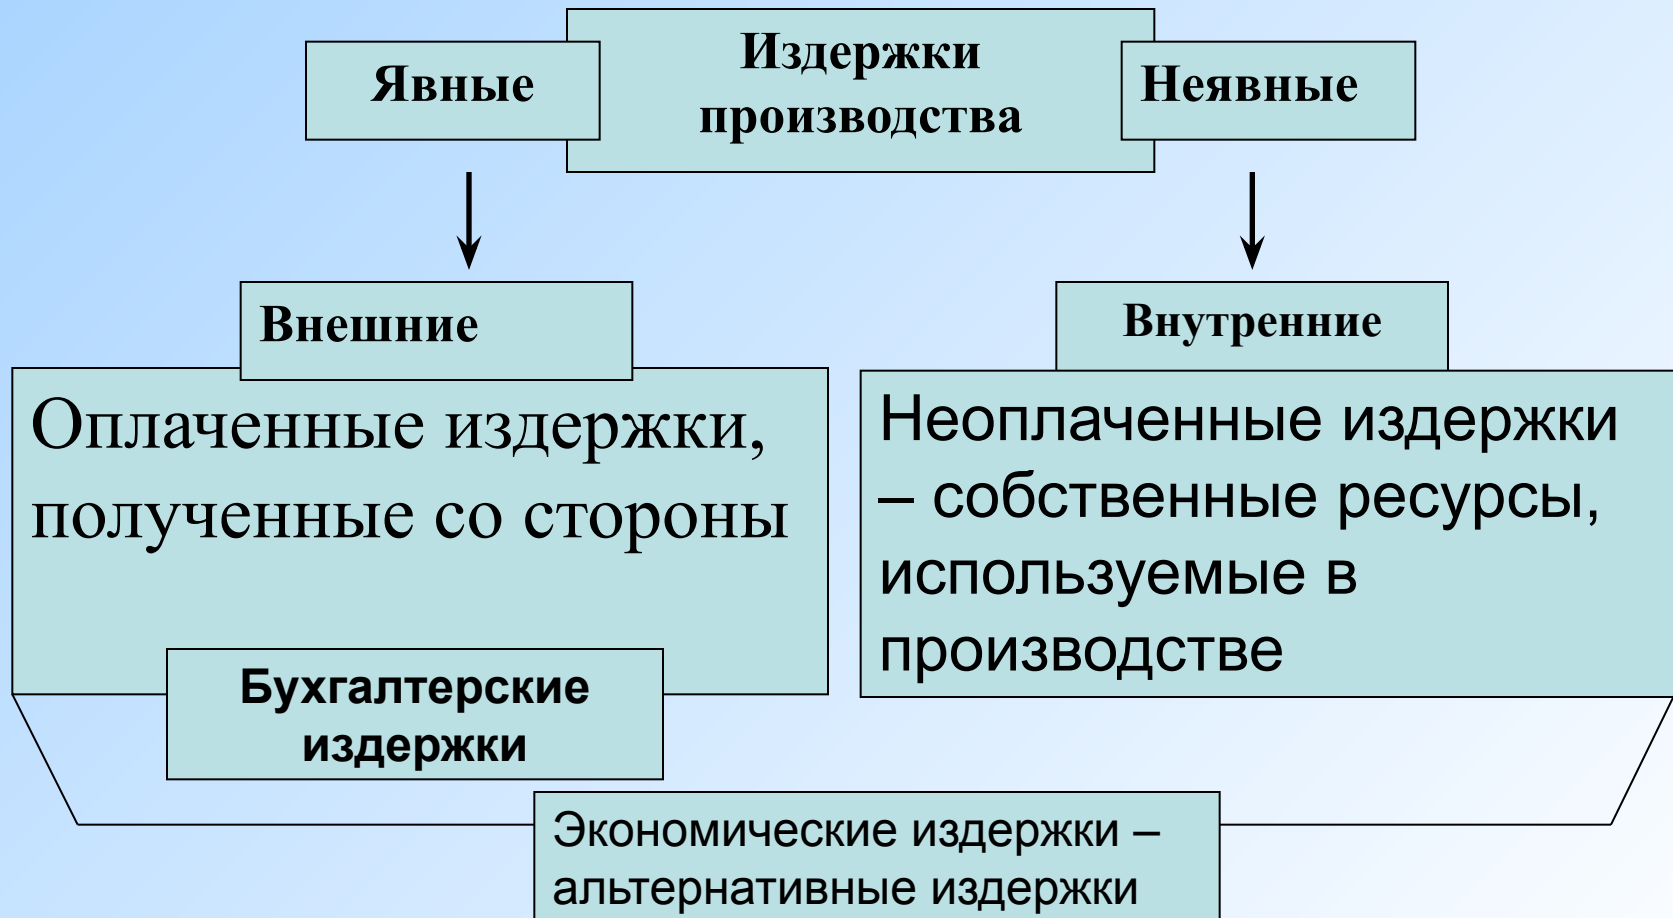 Издержки
производства
Явные
Неявные
Внешние
Внутренние
Оплаченные издержки,
полученные со стороны
Неоплаченные издержки
– собственные ресурсы,
используемые в
производстве
Бухгалтерские
издержки
Экономические издержки –
альтернативные издержки